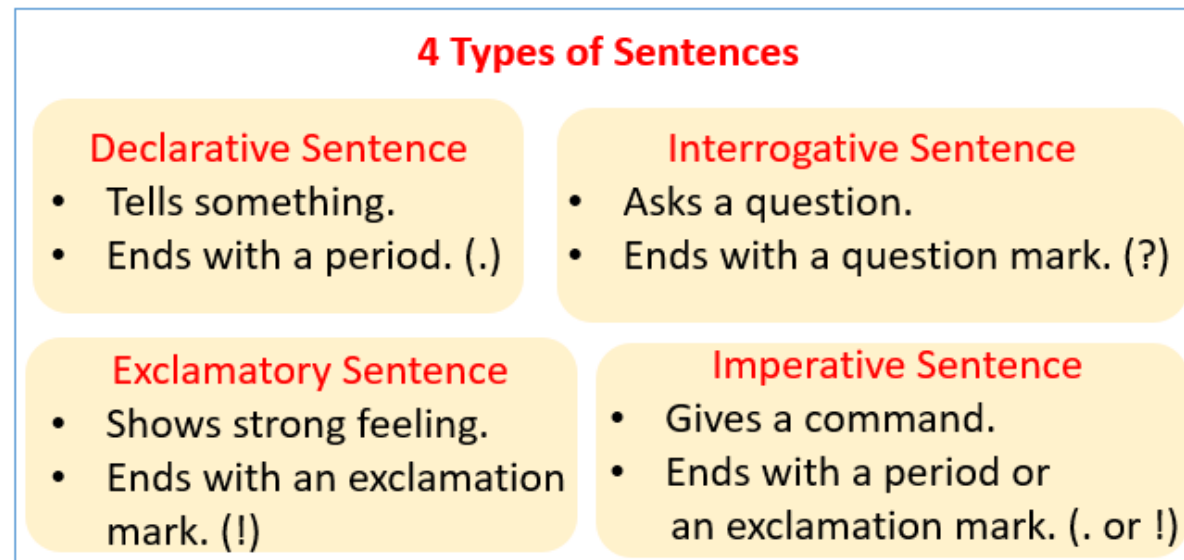 4 Types of Sentences
Declarative Sentence
• Tells something.
• Ends with a period. (.)
Interrogative Sentence
• Asks a question.
• Ends with a question mark. (?)
Exclamatory Sentence
• Shows strong feeling.
• Ends with an exclamation
mark. (!)
Imperative Sentence
• Gives a command.
• Ends with a period or
an exclamation mark. (. or !)